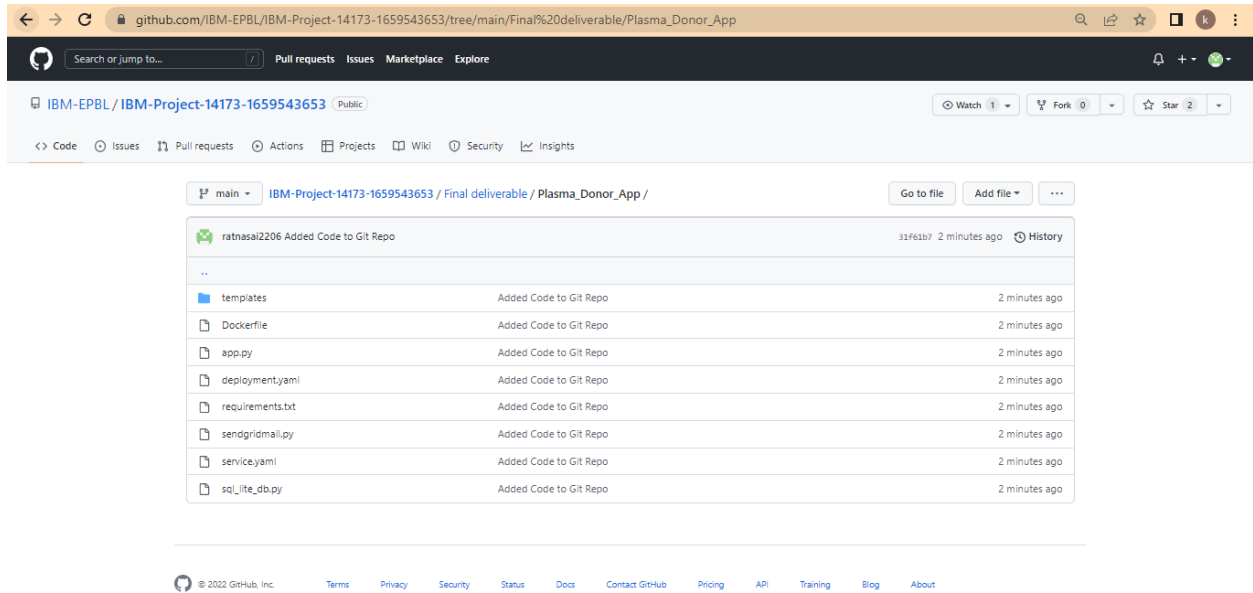 github.com/IBM-EPBL/IBM-Project-14173-1659543653/tree/main/Final%20deliverable/Plasma_Donor_App k
Search or jump to... / Pull requests Issues Marketplace Explore
IBM-EPBL / IBM-Project-14173-1659543653 Public Watch 1 Fork 0 Star 2
<> Code Issues Pull requests Actions Projects Wiki Security Insights
main IBM-Project-14173-1659543653 / Final deliverable / Plasma_Donor_App / Go to file Add file ...
ratnasai2206 Added Code to Git Repo 31f61b7 2 minutes ago History
..
templates Added Code to Git Repo 2 minutes ago
Dockerfile Added Code to Git Repo 2 minutes ago
app.py Added Code to Git Repo 2 minutes ago
deployment.yaml Added Code to Git Repo 2 minutes ago
requirements.txt Added Code to Git Repo 2 minutes ago
sendgridmail.py Added Code to Git Repo 2 minutes ago
service.yaml Added Code to Git Repo 2 minutes ago
sql_lite_db.py Added Code to Git Repo 2 minutes ago
© 2022 GitHub, Inc. Terms Privacy Security Status Docs Contact GitHub Pricing API Training Blog About